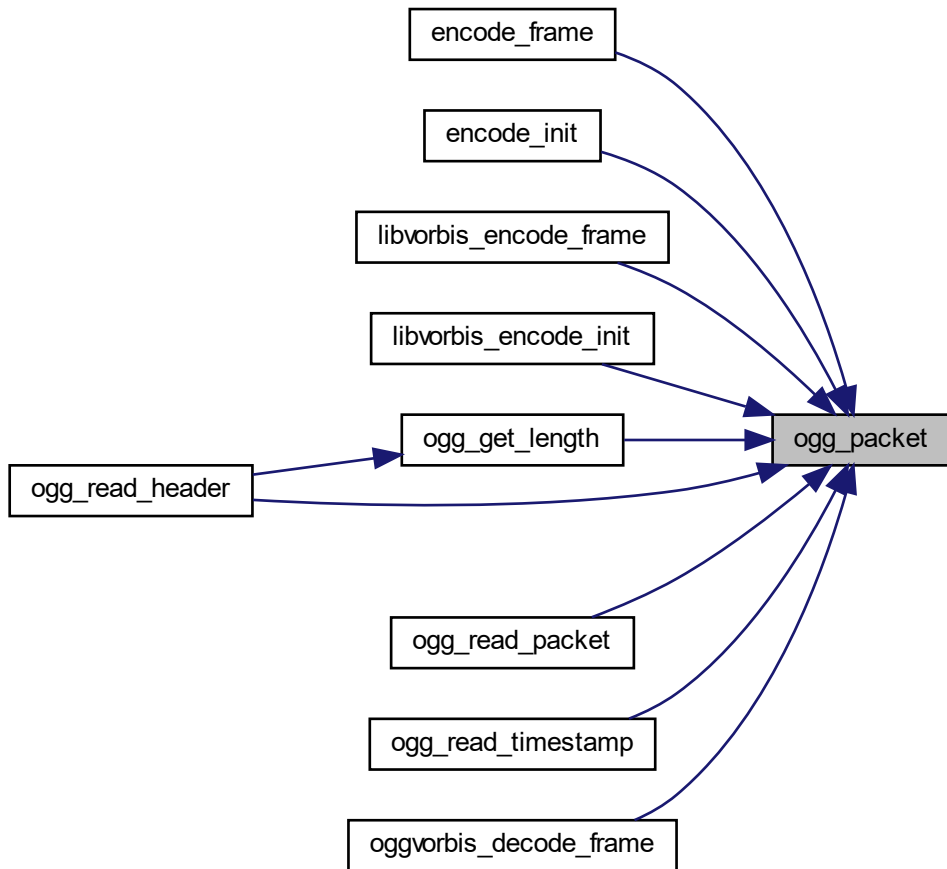 encode_frame
encode_init
libvorbis_encode_frame
libvorbis_encode_init
ogg_get_length
ogg_packet
ogg_read_header
ogg_read_packet
ogg_read_timestamp
oggvorbis_decode_frame